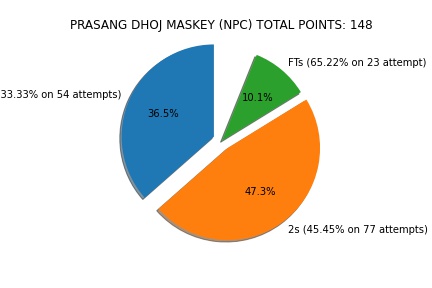 PRASANG DHOJ MASKEY (NPC) TOTAL POINTS: 148
FTs (65.22% on 23 attempt)
33.33% on 54 attempts)
10.1%
36.5%
47.3%
2s (45.45% on 77 attempts)